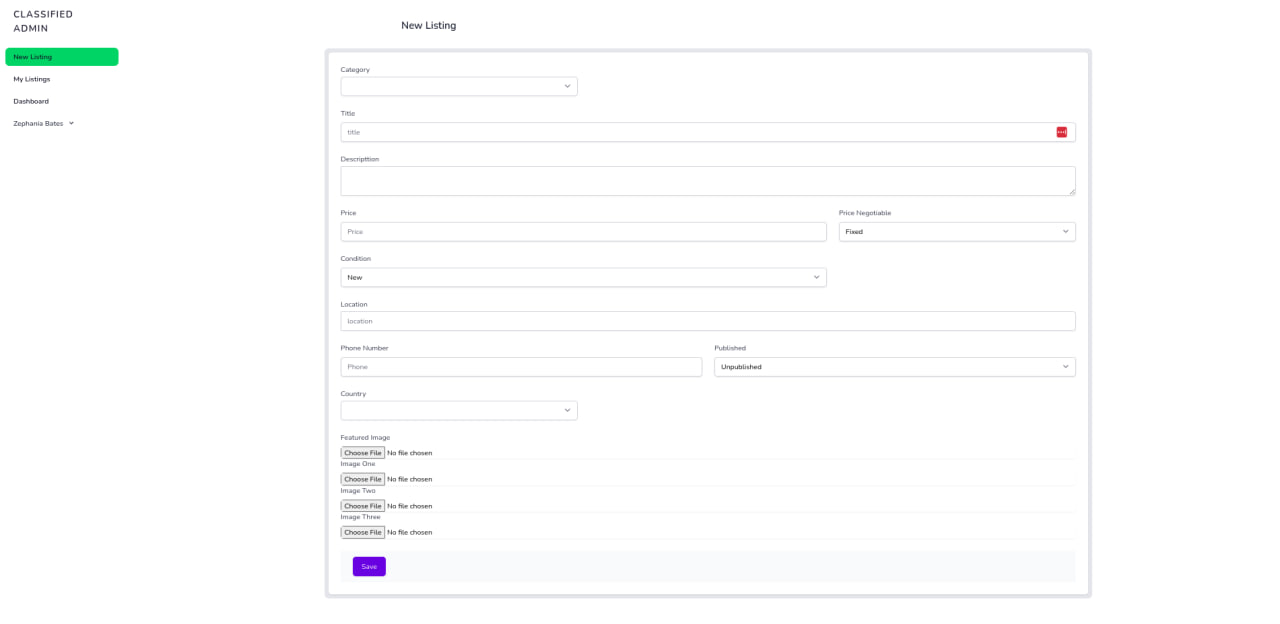 CLASSIFIED
ADMIN
New Listing
My Listings
Dashboard
Zephania Bates
New Listing
Category
Title
title
Descripttion
Price
Price Negotiable
Price
Fixed
Condition
New
Location
location
Phone Number
Published
Phone
Unpublished
Country
Featured Image
Choose File No file chosen
Image One
Choose File No file chosen
Image Two
Choose File No file chosen
Image Three
Choose File No file chosen
Save